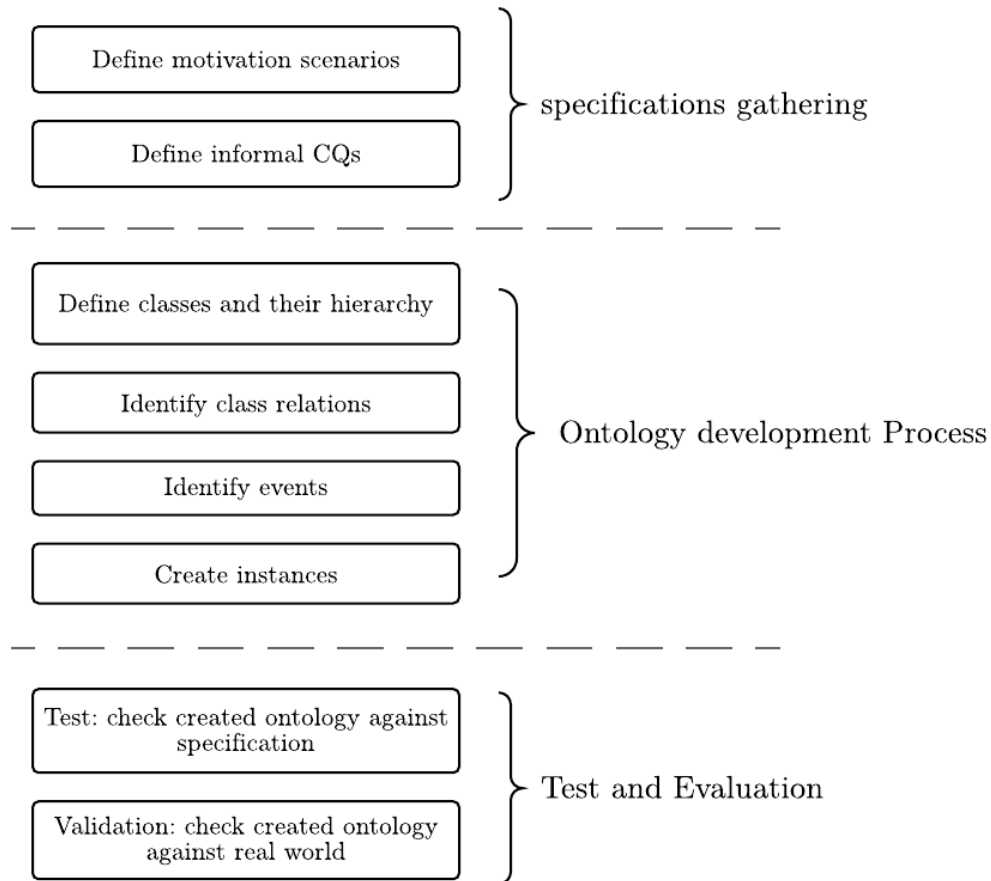 Define motivation scenarios
specifications gathering
Define informal CQs
Define classes and their hierarchy
Identify class relations
Ontology development Process
Identify events
Create instances
Test: check created ontology against
specification
Test and Evaluation
Validation: check created ontology
against real world